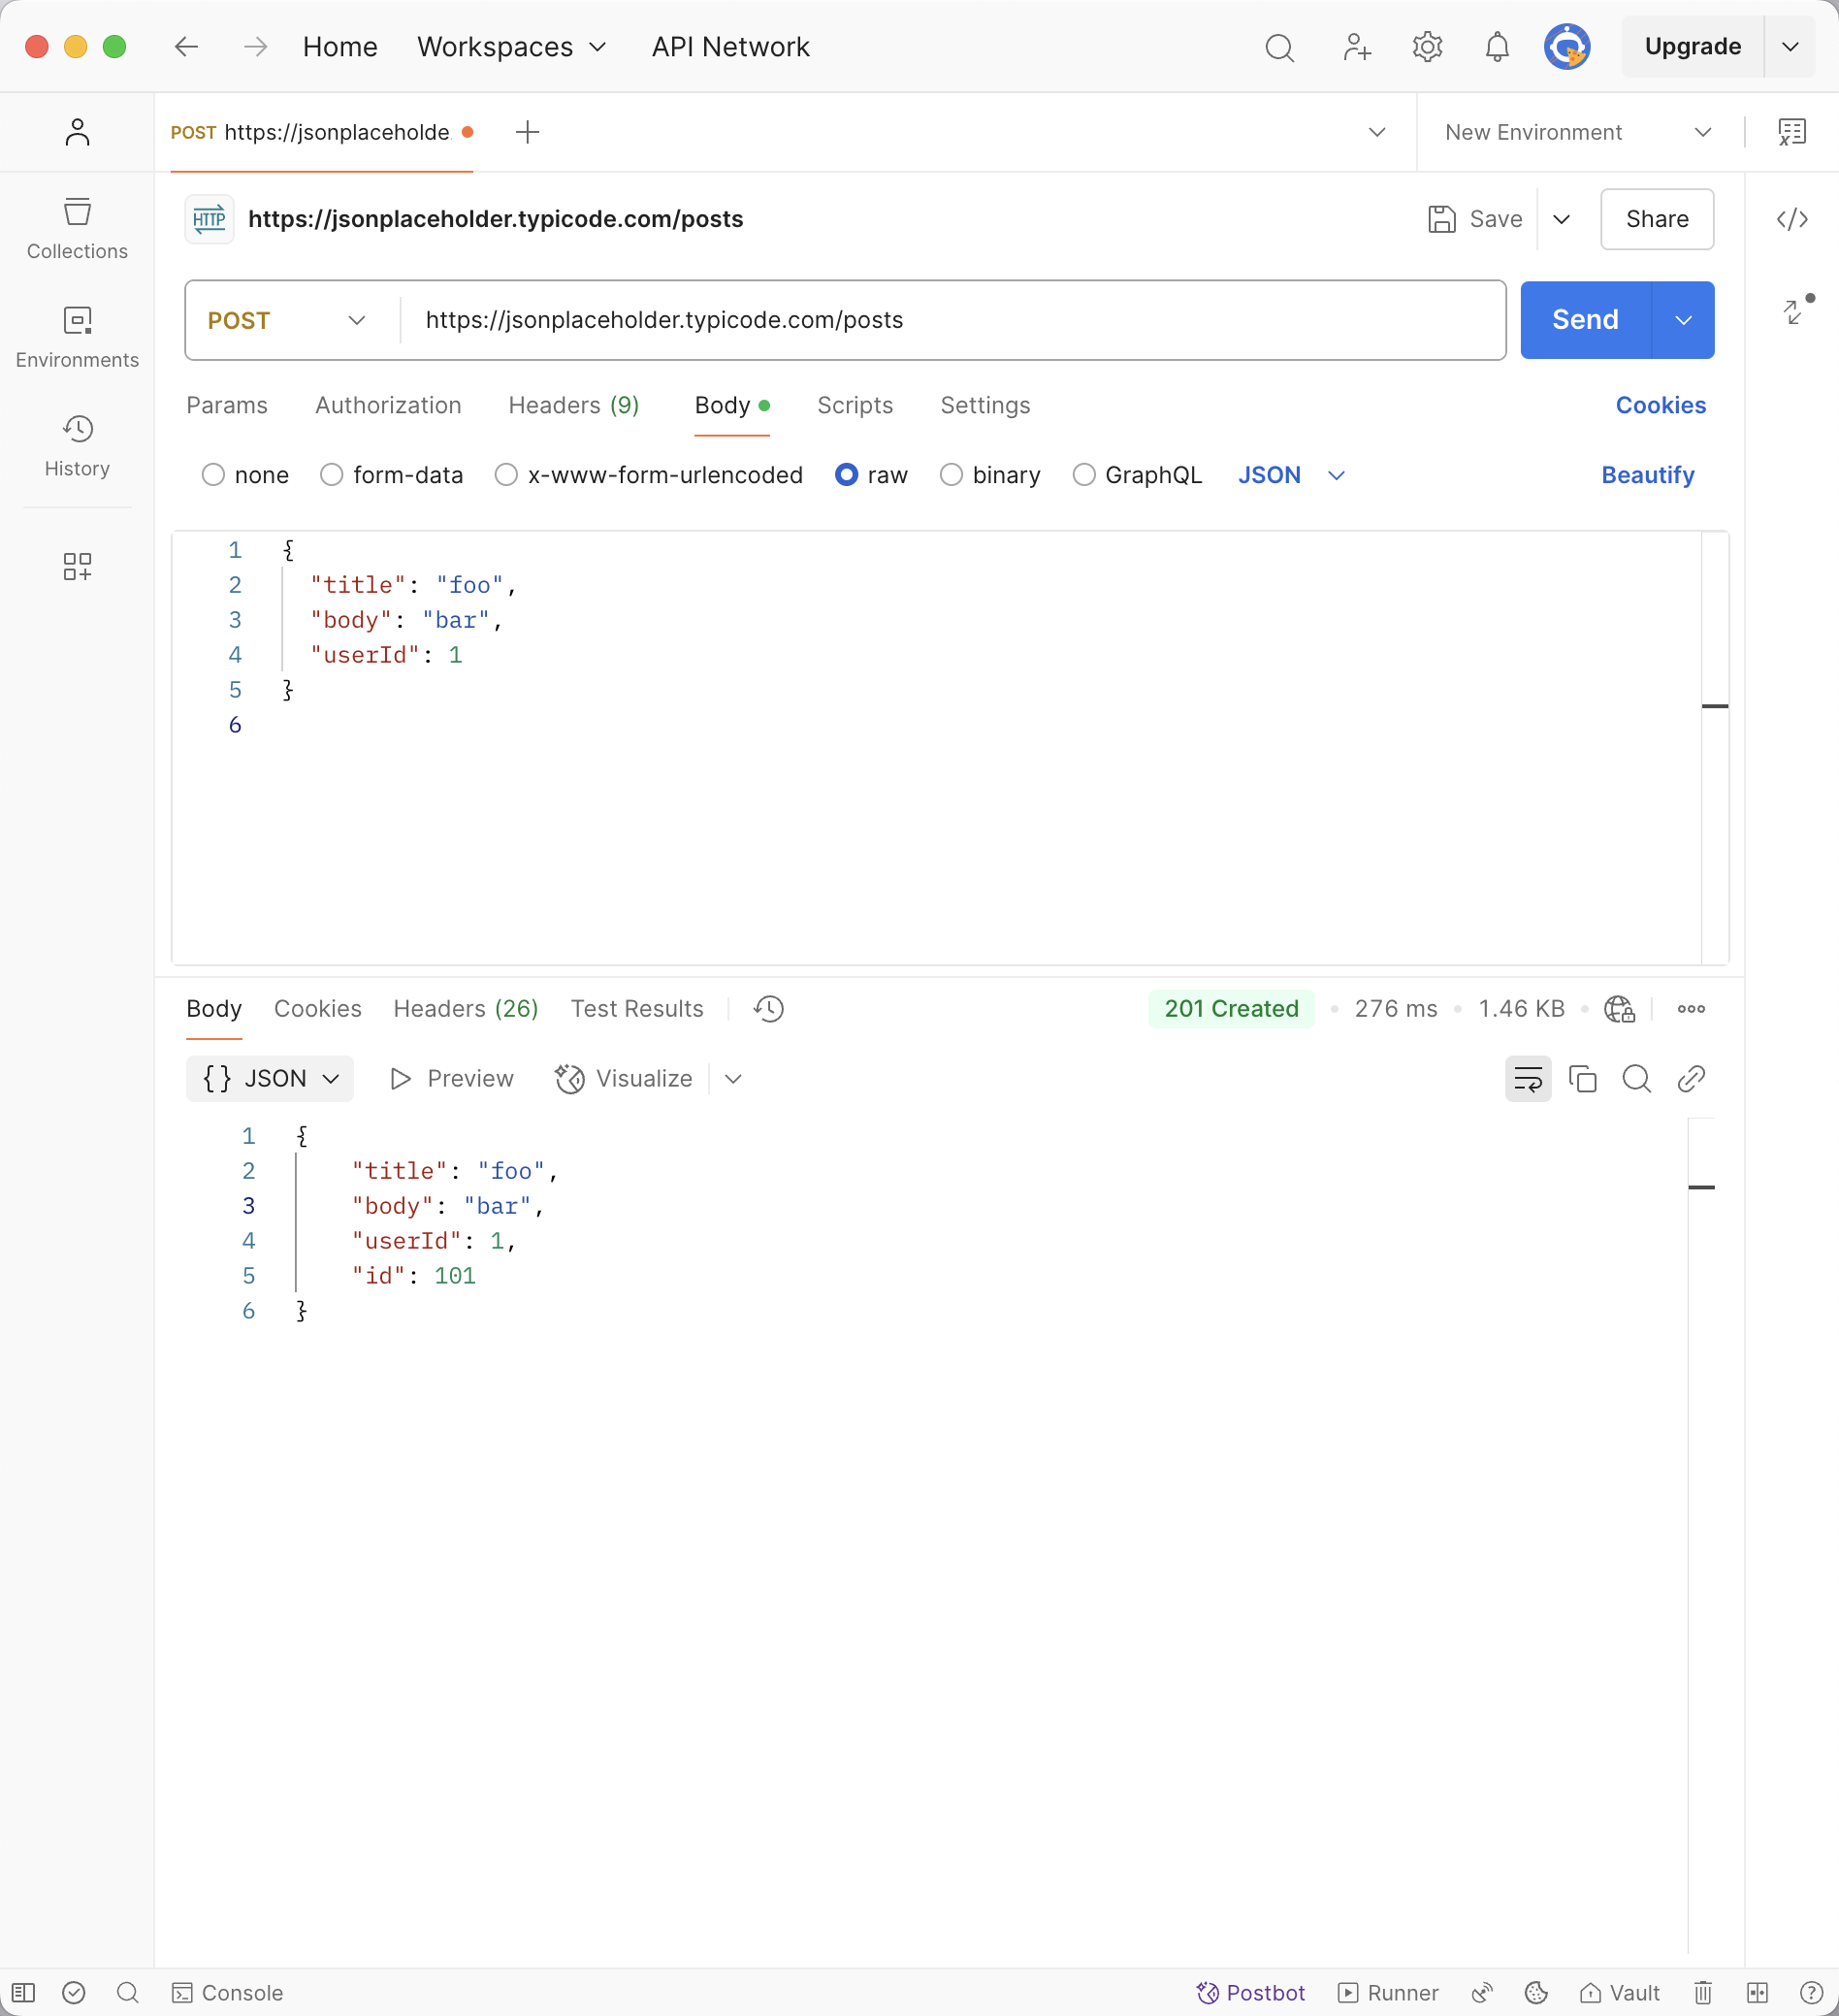 Home Workspaces API Network Upgrade
POST https://jsonplaceholde New Environment
HTTP https://jsonplaceholder.typicode.com/posts Save Share
Collections
Environments
History
POST https://jsonplaceholder.typicode.com/posts Send
Params Authorization Headers (9) Body Scripts Settings Cookies
none form-data x-www-form-urlencoded raw binary GraphQL JSON Beautify
1 {
2 "title": "foo",
3 "body": "bar",
4 "userId": 1
5 }
6
Body Cookies Headers (26) Test Results 201 Created • 276 ms • 1.46 KB
{} JSON Preview Visualize
1 {
2 "title": "foo",
3 "body": "bar",
4 "userId": 1,
5 "id": 101
6 }
Console Postbot Runner Vault